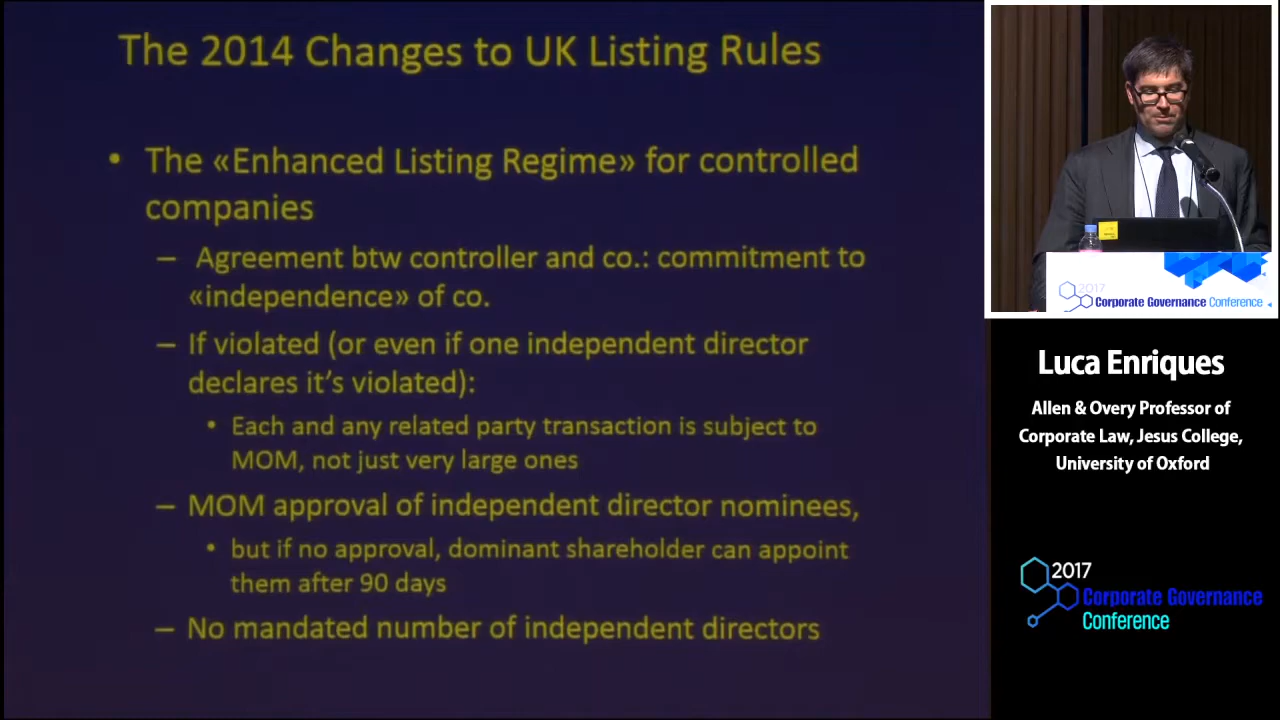 The 2014 Changes to UK Listing Rules
• The «Enhanced Listing Regime» for controlled
companies
– Agreement btw controller and co.: commitment to
«independence» of co.
– If violated (or even if one independent director
declares it's violated):
• Each and any related party transaction is subject to
MOM, not just very large ones
– MOM approval of independent director nominees,
• but if no approval, dominant shareholder can appoint
them after 90 days
– No mandated number of independent directors
2017
Corporate Governance Conference
Luca Enriques
Allen & Overy Professor of
Corporate Law, Jesus College,
University of Oxford
2017
Corporate Governance
Conference